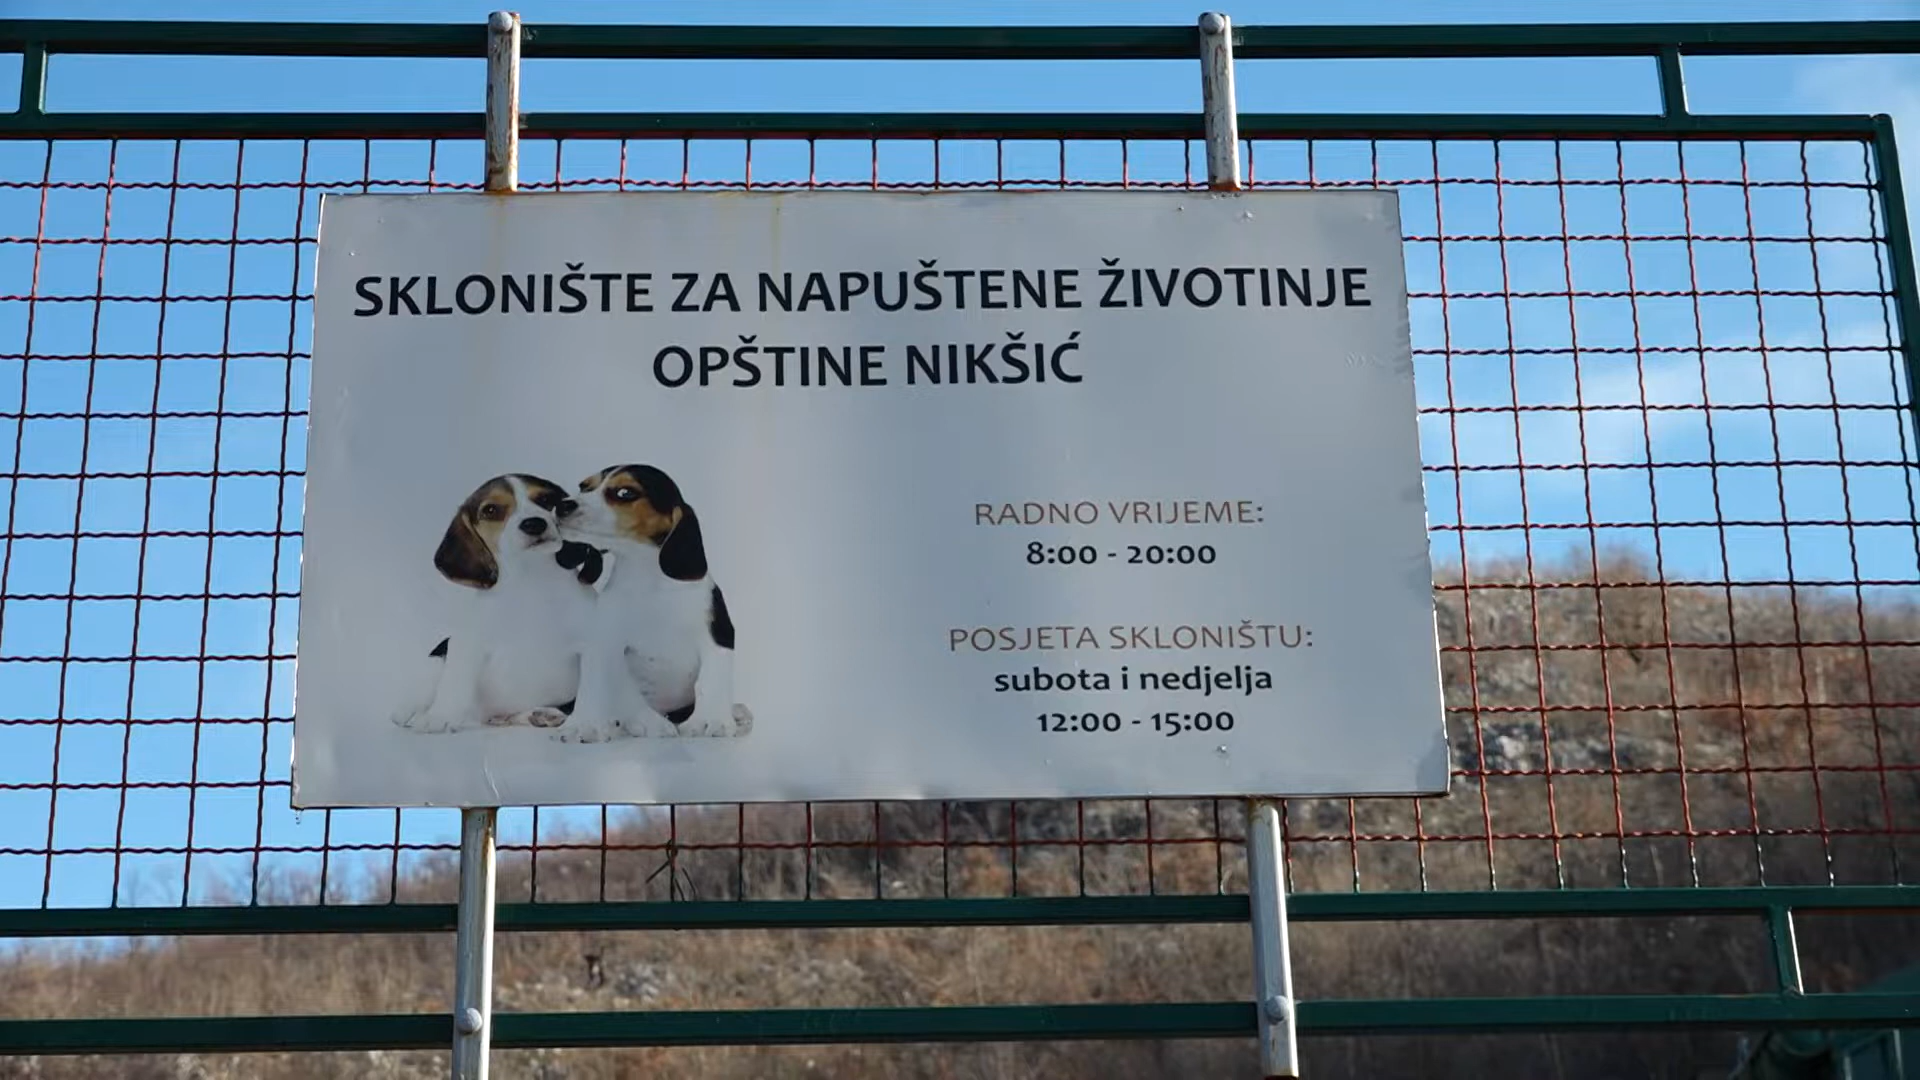 SKLONIŠTE ZA NAPUŠTENE ŽIVOTINJE
OPŠTINE NIKŠIĆ
RADNO VRIJEME:
8:00 - 20:00
POSJETA SKLONIŠTU:
subota i nedjelja
12:00 - 15:00